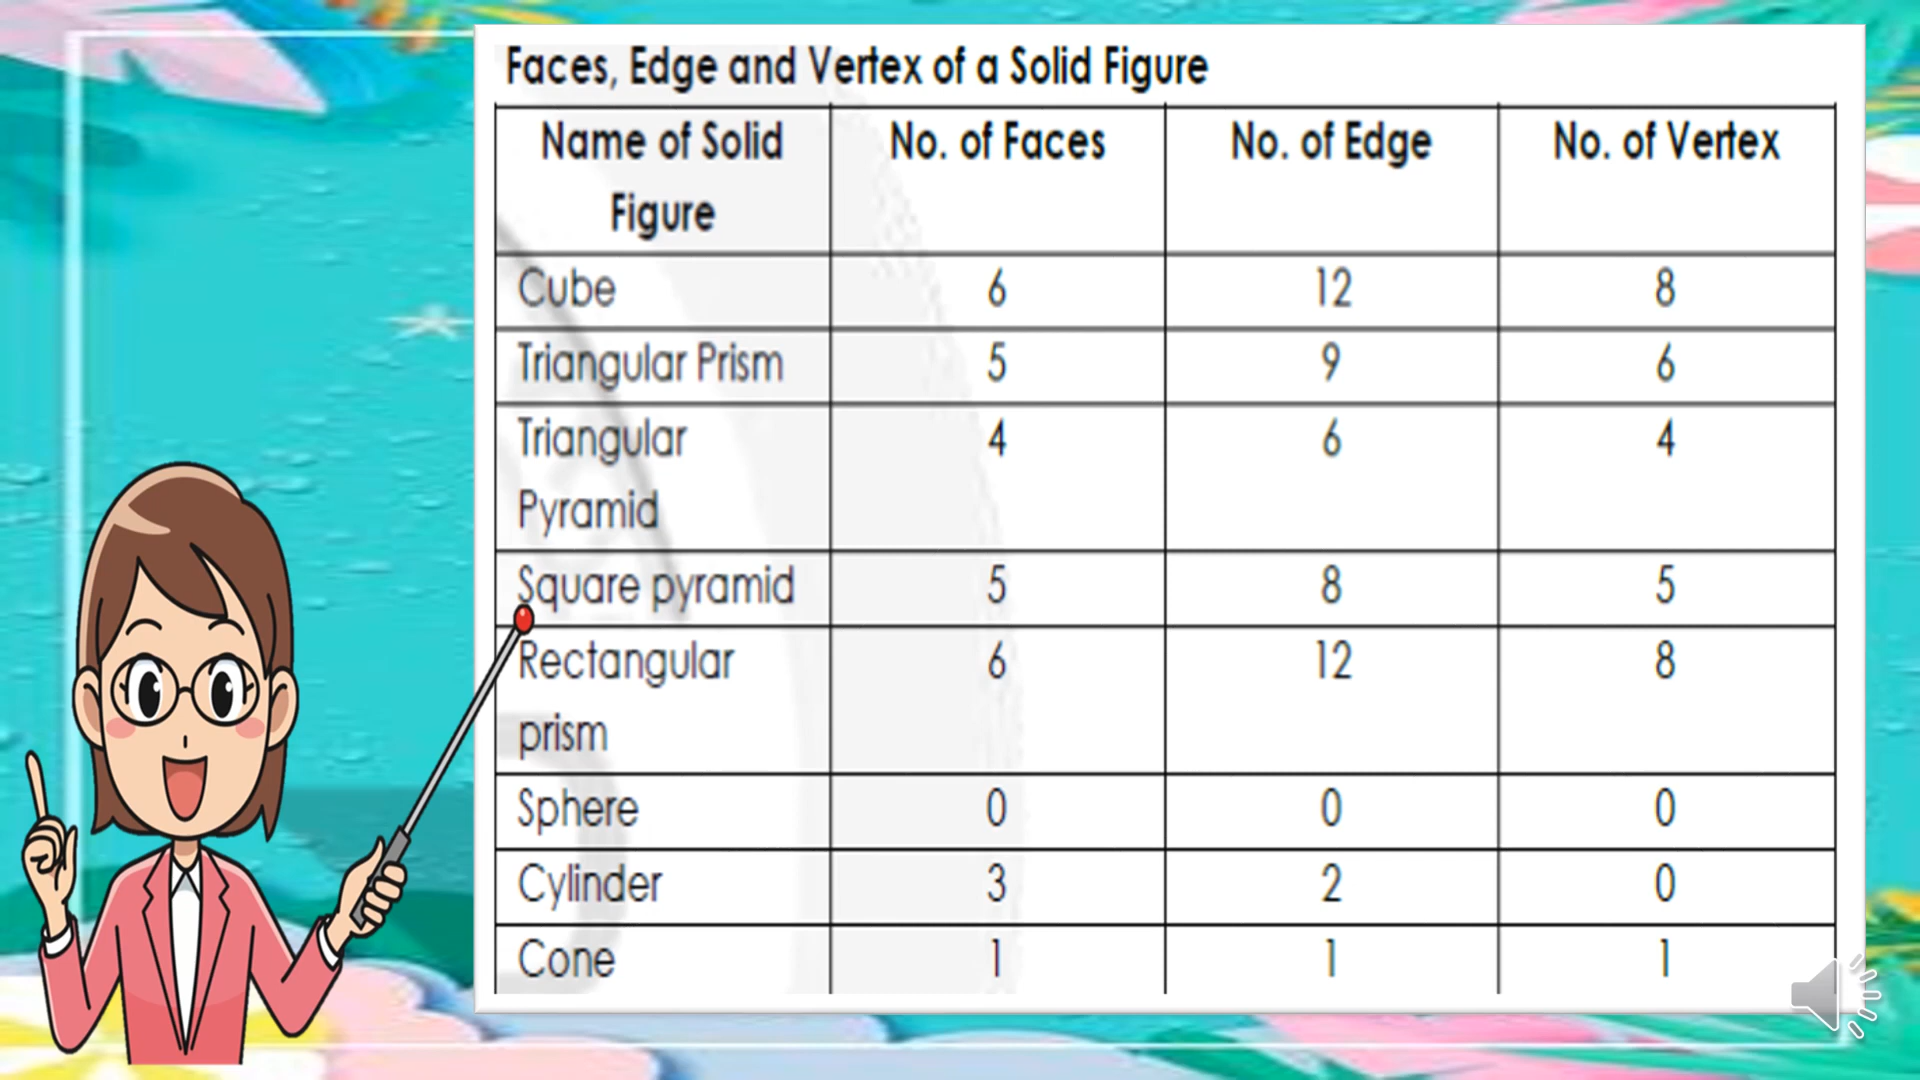 Faces, Edge and Vertex of a Solid Figure
Name of Solid Figure No. of Faces No. of Edge No. of Vertex
Cube 6 12 8
Triangular Prism 5 9 6
Triangular Pyramid 4 6 4
Square pyramid 5 8 5
Rectangular prism 6 12 8
Sphere 0 0 0
Cylinder 3 2 0
Cone 1 1 1